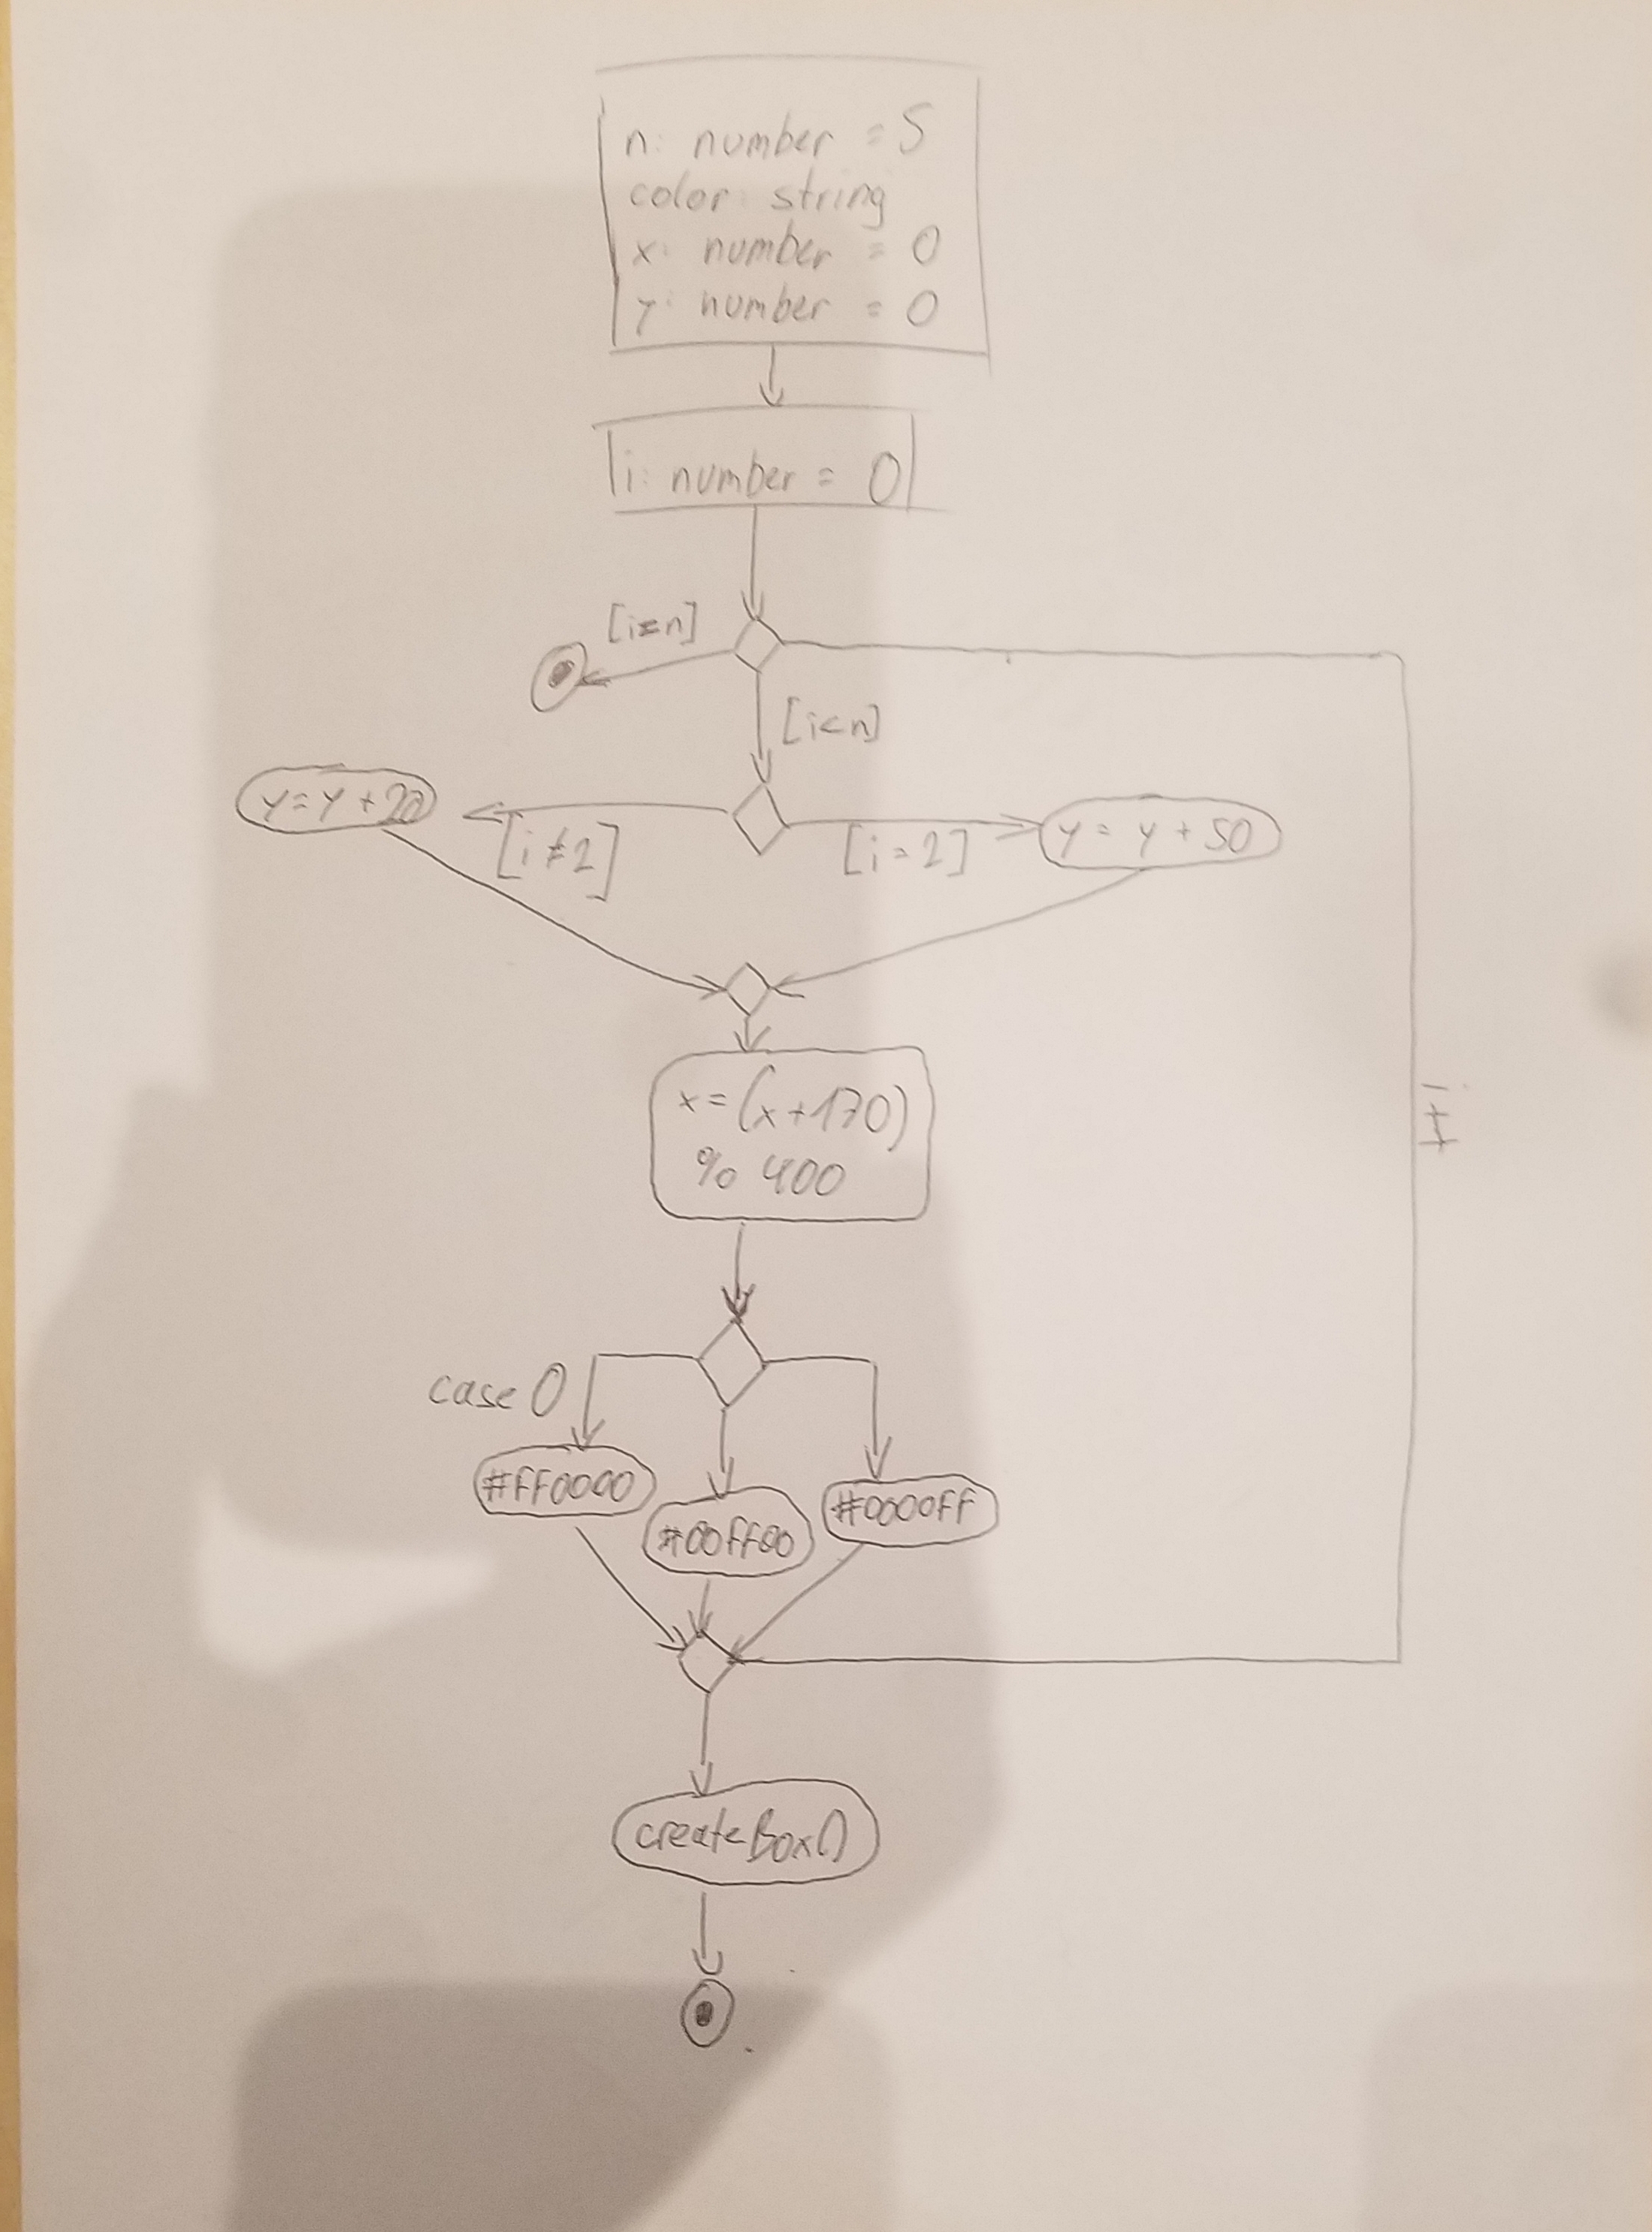 n: number = 5
color: string
x: number = 0
y: number = 0
i: number = 0
[i=n]
[i<n]
y = y + 20
[i ≠ 2]
[i = 2]
y = y + 50
x = (x+170)
% 400
case 0
#FF0000
#00FF00
#0000FF
createBox()